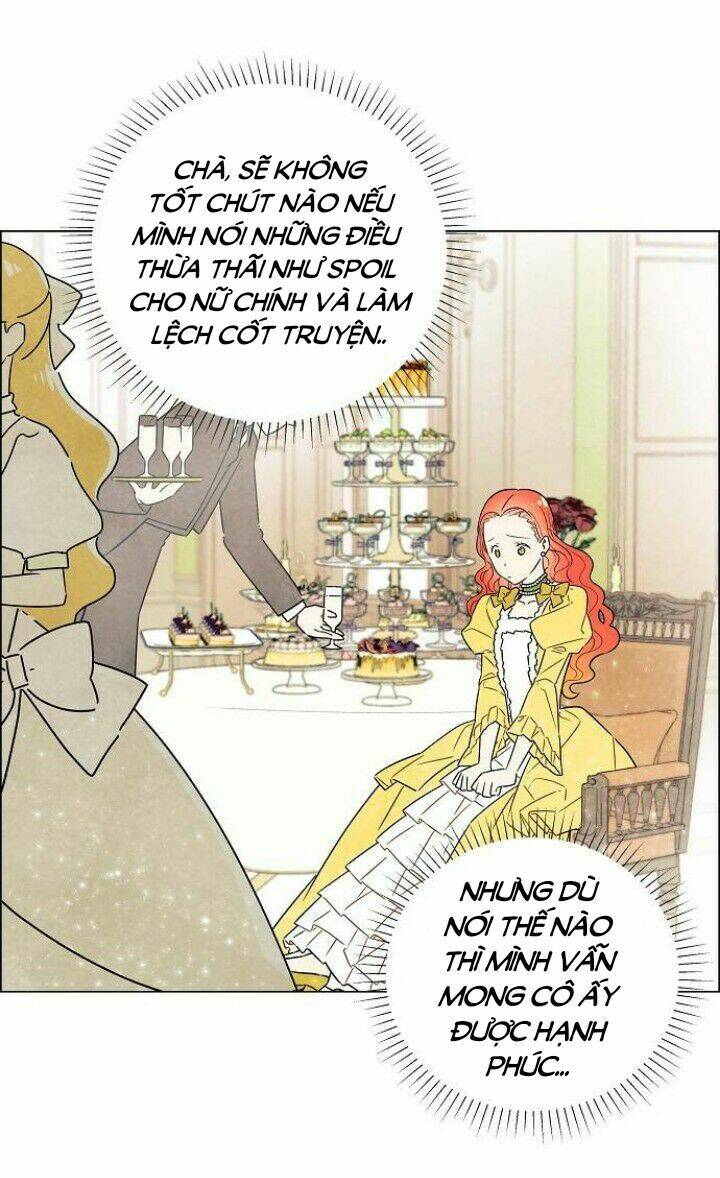 CHÀ, SẼ KHÔNG
TỐT CHÚT NÀO NẾU
MÌNH NÓI NHỮNG ĐIỀU
THỪA THÃI NHƯ SPOIL
CHO NỮ CHÍNH VÀ LÀM
LỆCH CỐT TRUYỆN..
NHƯNG DÙ
NÓI THẾ NÀO
THÌ MÌNH VẪN
MONG CÔ ẤY
ĐƯỢC HẠNH
PHÚC...